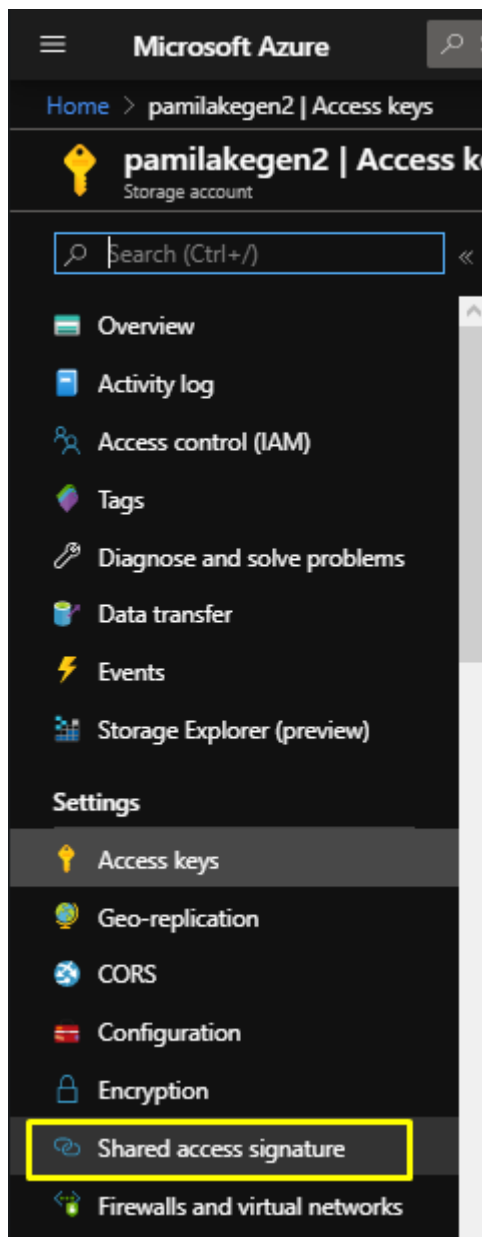 Microsoft Azure
Home > pamilakegen2 | Access keys
pamilakegen2 | Access k
Storage account
Search (Ctrl+/)
Overview
Activity log
Access control (IAM)
Tags
Diagnose and solve problems
Data transfer
Events
Storage Explorer (preview)
Settings
Access keys
Geo-replication
CORS
Configuration
Encryption
Shared access signature
Firewalls and virtual networks